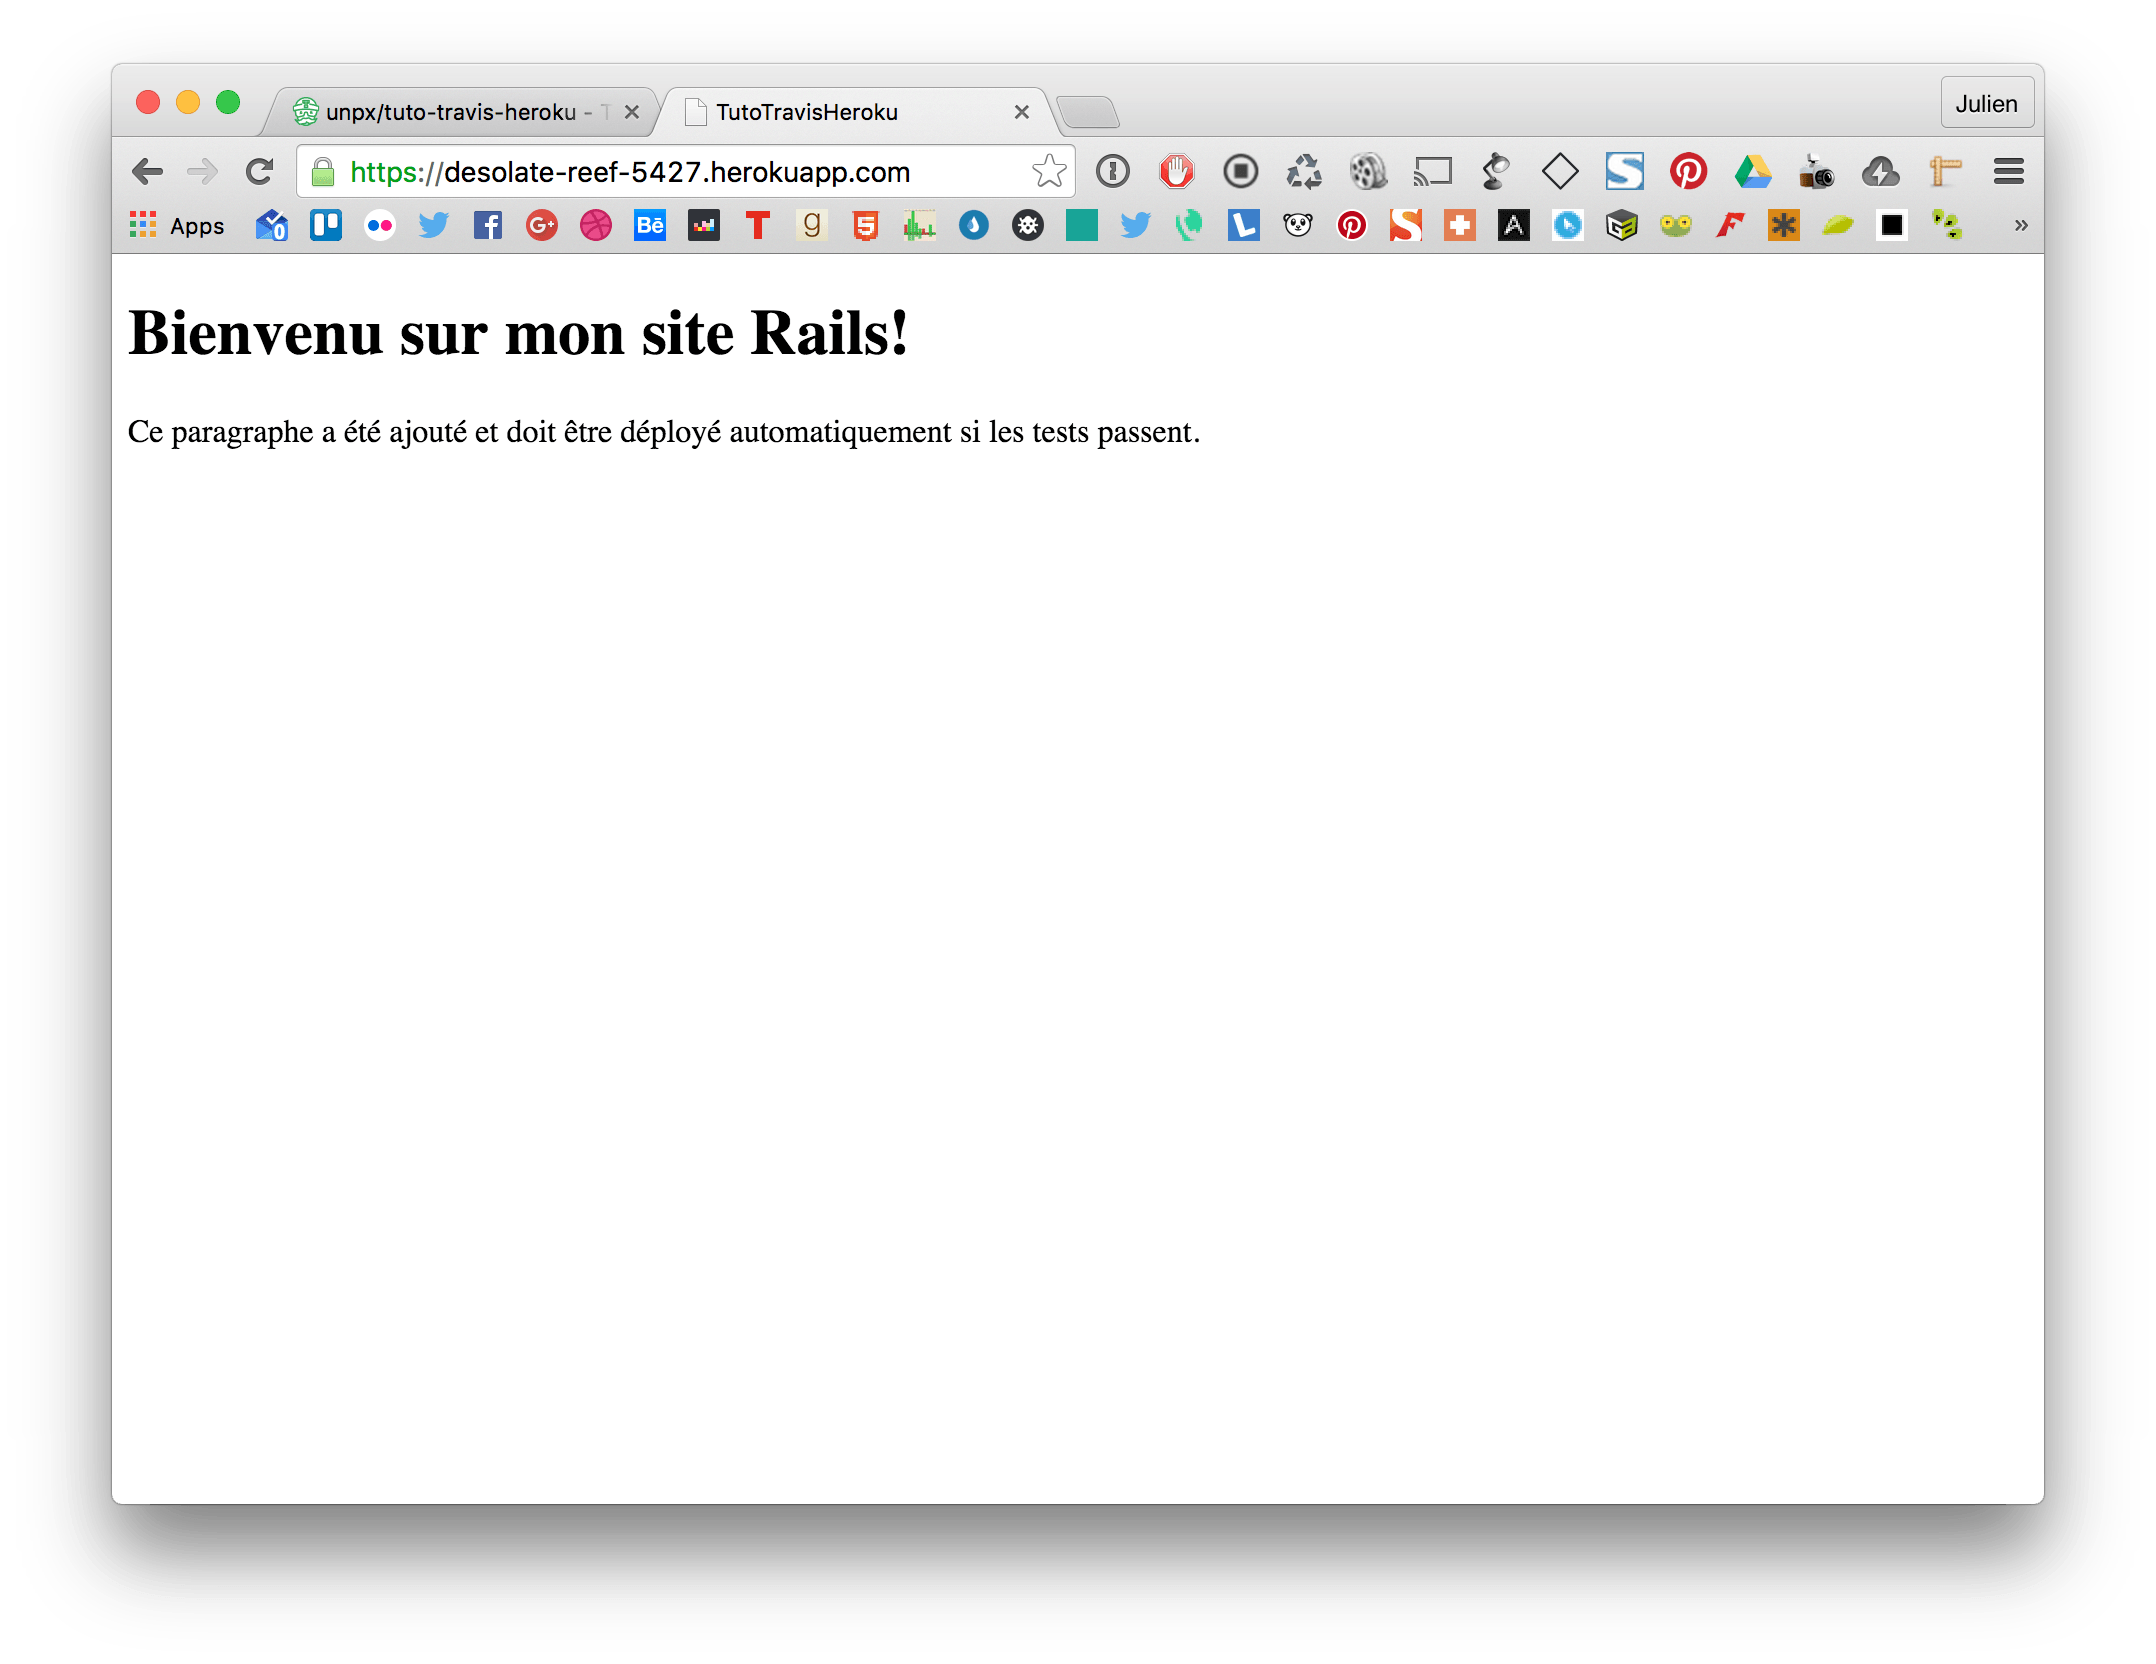 unpx/tuto-travis-heroku - T
TutoTravisHeroku
Julien
https://desolate-reef-5427.herokuapp.com
Apps
Bienvenu sur mon site Rails!
Ce paragraphe a été ajouté et doit être déployé automatiquement si les tests passent.